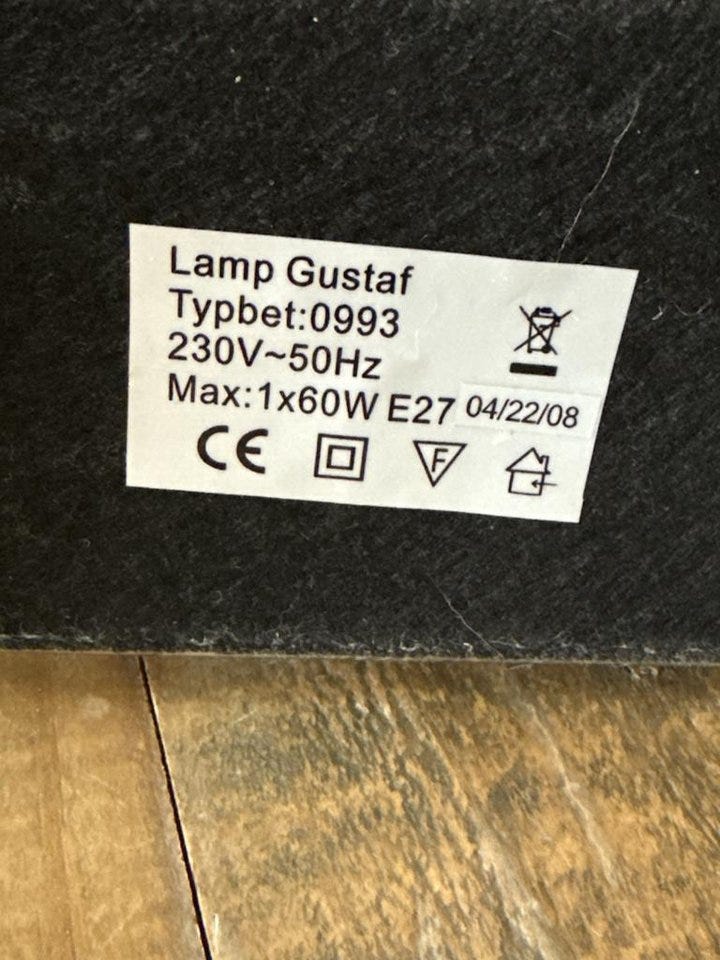 Lamp Gustaf
Typbet:0993
230V~50Hz
Max:1x60W E27 04/22/08
CE
F